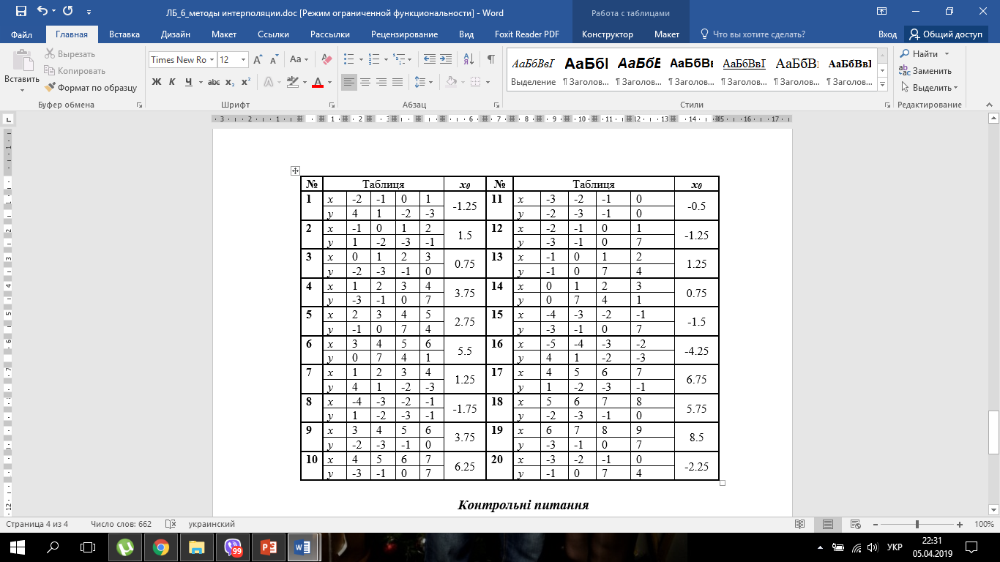 ЛБ_6_методы интерполяции.doc [Режим ограниченной функциональности] - Word
Работа с таблицами
Файл Главная Вставка Дизайн Макет Ссылки Рассылки Рецензирование Вид Foxit Reader PDF Конструктор Макет Что вы хотите сделать? Вход Общий доступ
Вставить
Вырезать
Копировать
Формат по образцу
Буфер обмена
Times New Ro 12
Ж К Ч abc x₂ x²
Шрифт
Абзац
АаБбВвІ АаБбІ АаБбЕ АаБбВві АаБбВвІ АаБбВ АаБбВвІ
Выделение ¶ Заголов... ¶ Заголов... ¶ Заголов... ¶ Заголов... ¶ Заголов... ¶ Заголов...
Стили
Найти
Заменить
Выделить
Редактирование
№ Таблиця x₀ № Таблиця x₀
1 x -2 -1 0 1 -1.25 11 x -3 -2 -1 0 -0.5
y 4 1 -2 -3 y -2 -3 -1 0
2 x -1 0 1 2 1.5 12 x -2 -1 0 1 -1.25
y 1 -2 -3 -1 y -3 -1 0 7
3 x 0 1 2 3 0.75 13 x -1 0 1 2 1.25
y -2 -3 -1 0 y -1 0 7 4
4 x 1 2 3 4 3.75 14 x 0 1 2 3 0.75
y -3 -1 0 7 y 0 7 4 1
5 x 2 3 4 5 2.75 15 x -4 -3 -2 -1 -1.5
y -1 0 7 4 y -3 -1 0 7
6 x 3 4 5 6 5.5 16 x -5 -4 -3 -2 -4.25
y 0 7 4 1 y 4 1 -2 -3
7 x 1 2 3 4 1.25 17 x 4 5 6 7 6.75
y 4 1 -2 -3 y 1 -2 -3 -1
8 x -4 -3 -2 -1 -1.75 18 x 5 6 7 8 5.75
y 1 -2 -3 -1 y -2 -3 -1 0
9 x 3 4 5 6 3.75 19 x 6 7 8 9 8.5
y -2 -3 -1 0 y -3 -1 0 7
10 x 4 5 6 7 6.25 20 x -3 -2 -1 0 -2.25
y -3 -1 0 7 y -1 0 7 4
Контрольні питання
Страница 4 из 4 Число слов: 662 украинский 100%
99 УКР 22:31
05.04.2019